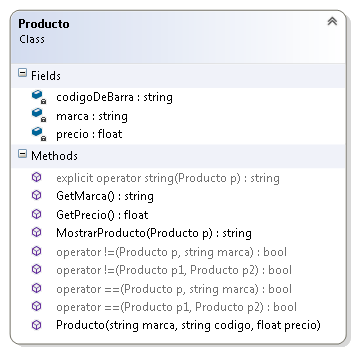 Producto
Class
Fields
codigoDeBarra : string
marca : string
precio : float
Methods
explicit operator string(Producto p) : string
GetMarca() : string
GetPrecio() : float
MostrarProducto(Producto p) : string
operator !=(Producto p, string marca) : bool
operator !=(Producto p1, Producto p2) : bool
operator ==(Producto p, string marca) : bool
operator ==(Producto p1, Producto p2) : bool
Producto(string marca, string codigo, float precio)